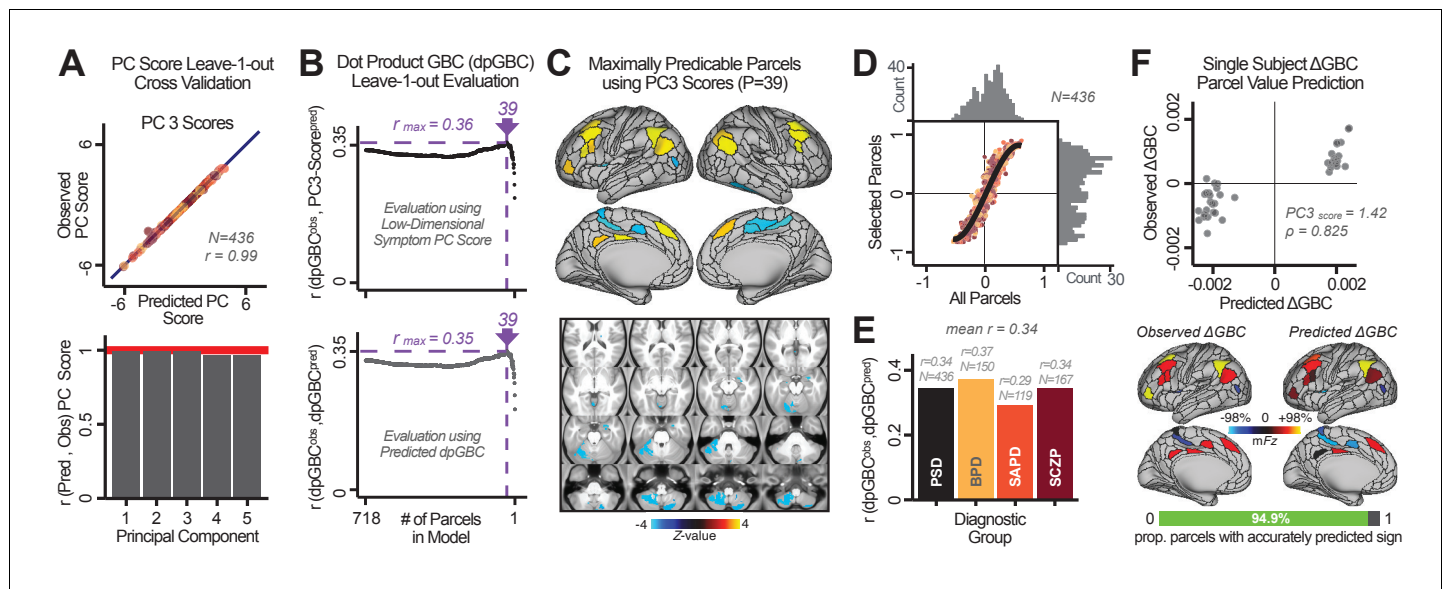 A
PC Score Leave-1-out
Cross Validation
PC 3 Scores
6
-6
Observed
PC Score
N=436
r = 0.99
-6
6
Predicted PC
Score
r (Pred , Obs) PC Score
1
0.5
0
1 2 3 4 5
Principal Component
B
Dot Product GBC (dpGBC)
Leave-1-out Evaluation
39
r max = 0.36
r (dpGBCobs, PC3-Scorepred)
0.35
0
Evaluation using
Low-Dimensional
Symptom PC Score
39
r max = 0.35
r (dpGBCobs,dpGBCpred)
0.35
0
Evaluation using
Predicted dpGBC
718
# of Parcels
in Model
1
C
Maximally Predicable Parcels
using PC3 Scores (P=39)
-4
4
Z-value
D
40
Count
N=436
Selected Parcels
1
0
-1
-1
0
1
All Parcels
Count
30
E
mean r = 0.34
r (dpGBCobs,dpGBCpred)
0.4
0.2
0
r=0.34
N=436
r=0.37
N=150
r=0.29
N=119
r=0.34
N=167
PSD
BPD
SAPD
SCZP
Diagnostic
Group
F
Single Subject ΔGBC
Parcel Value Prediction
Observed ΔGBC
0.002
0
-0.002
PC3 score = 1.42
ρ = 0.825
-0.002
0
0.002
Predicted ΔGBC
Observed ΔGBC
Predicted ΔGBC
-98% 0 +98%
mFz
0
94.9%
1
prop. parcels with accurately predicted sign